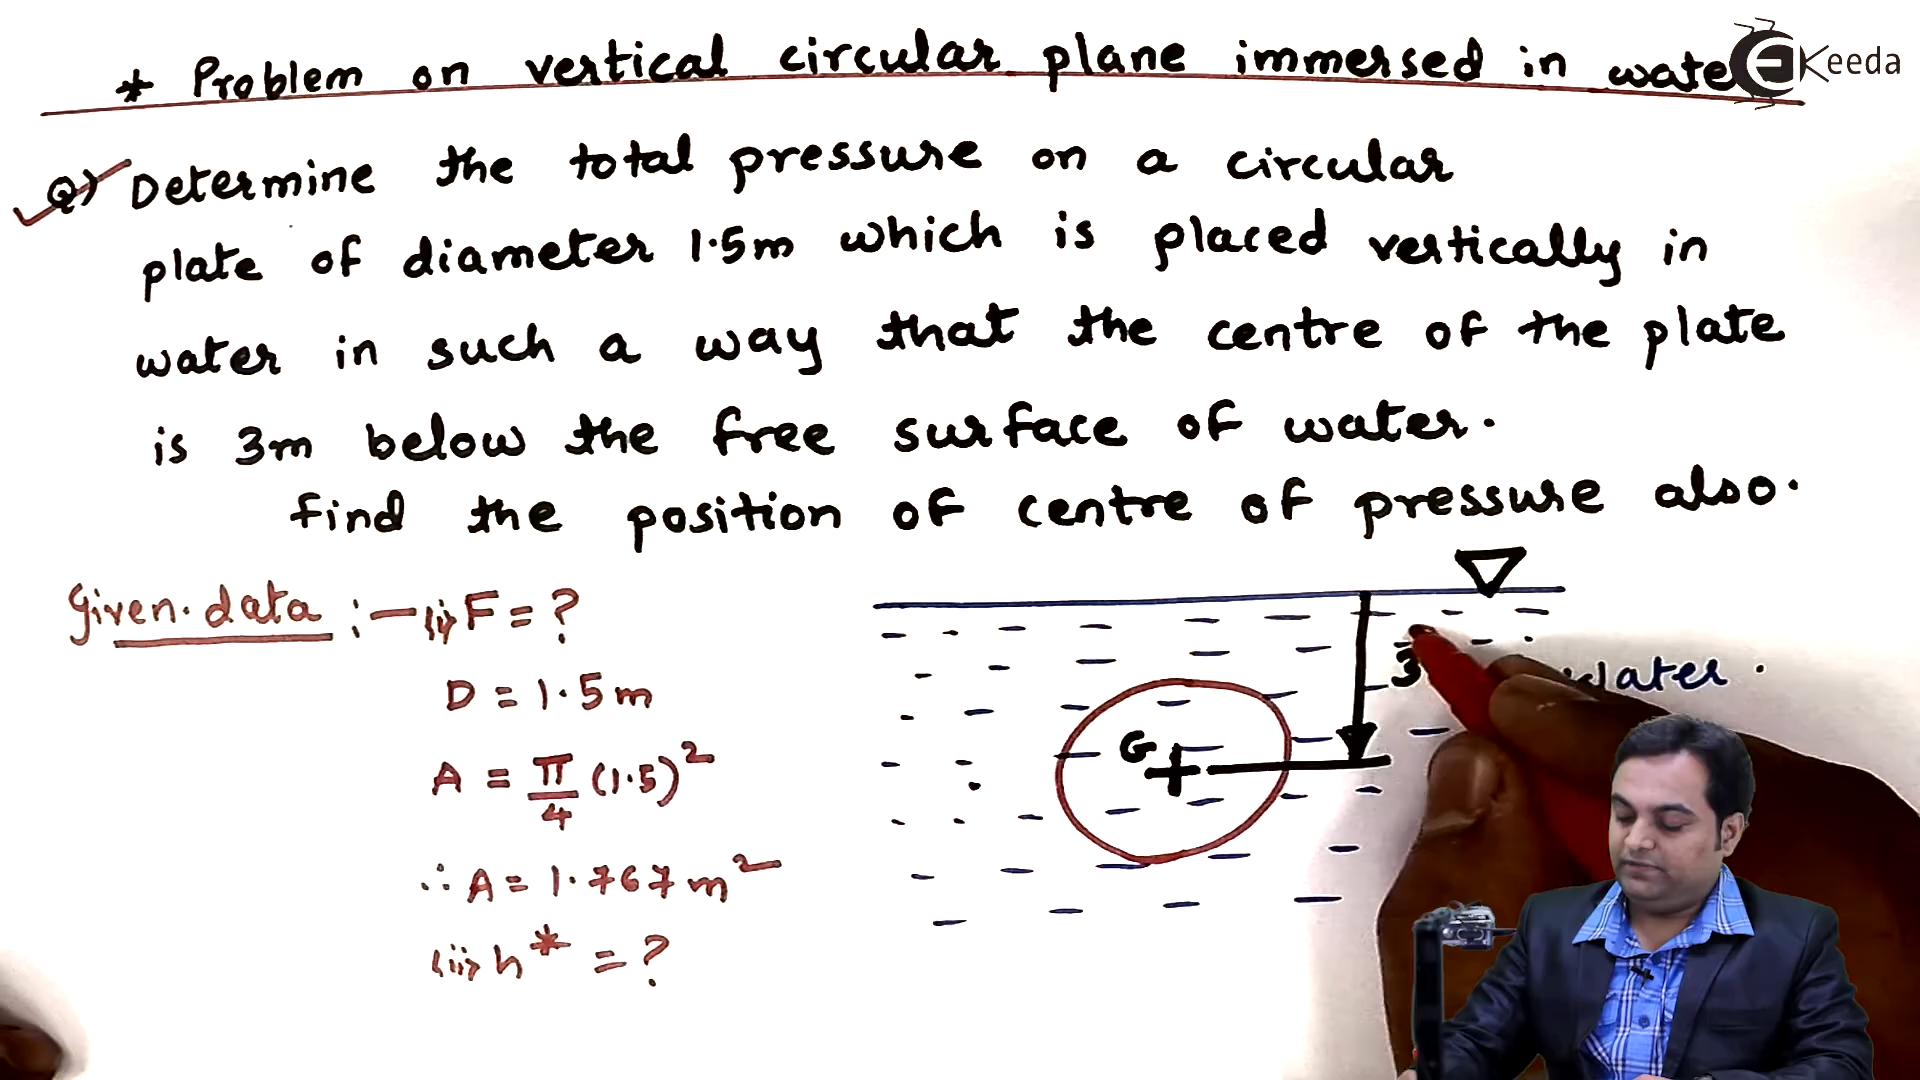 * Problem on vertical circular plane immersed in wate
Keeda
Q) Determine the total pressure on a circular
plate of diameter 1.5m which is placed vertically in
water in such a way that the centre of the plate
is 3m below the free surface of water.
find the position of centre of pressure also.
Given data :- (i) F = ?
D = 1.5 m
A = π/4 (1.5)²
∴ A = 1.767 m²
(ii) h* = ?
3
water.
G